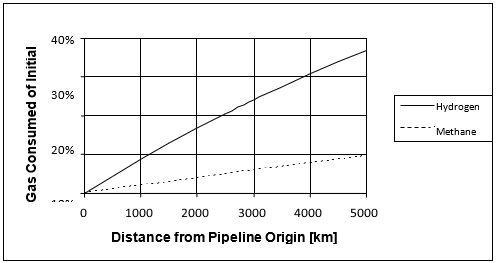 Gas Consumed of Initial
40%
30%
20%
10%
0 1000 2000 3000 4000 5000
Distance from Pipeline Origin [km]
Hydrogen
Methane